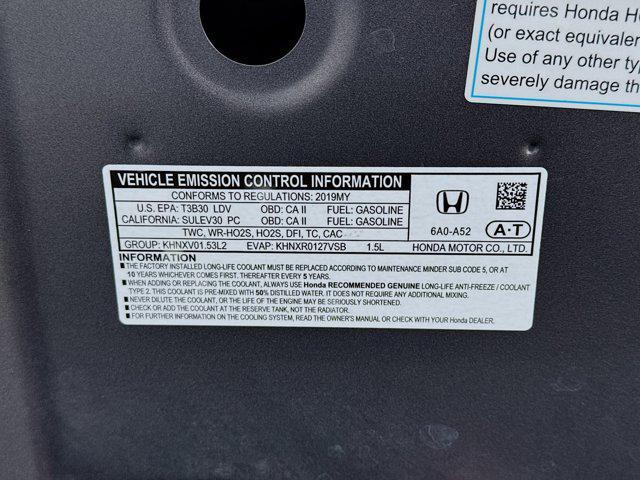 requires Honda
(or exact equivalen
Use of any other
severely damage
VEHICLE EMISSION CONTROL INFORMATION
CONFORMS TO REGULATIONS: 2019MY
U.S. EPA: T3B30 LDV OBD: CA II FUEL: GASOLINE
CALIFORNIA: SULEV30 PC OBD: CA II FUEL: GASOLINE
TWC, WR-HO2S, HO2S, DFI, TC, CAC
GROUP: KHNXV01.53L2 EVAP: KHNXR0127VSB 1.5L
6A0-A52 A·T
HONDA MOTOR CO., LTD.
INFORMATION
■ THE FACTORY INSTALLED LONG-LIFE COOLANT MUST BE REPLACED ACCORDING TO MAINTENANCE MINDER SUB CODE 5, OR AT
10 YEARS WHICHEVER COMES FIRST. THEREAFTER EVERY 5 YEARS.
■ WHEN ADDING OR REPLACING THE COOLANT, ALWAYS USE Honda RECOMMENDED GENUINE LONG-LIFE ANTI-FREEZE / COOLANT
TYPE 2. THIS COOLANT IS PRE-MIXED WITH 50% DISTILLED WATER. IT DOES NOT REQUIRE ANY ADDITIONAL MIXING.
■ NEVER DILUTE THE COOLANT, OR THE LIFE OF THE ENGINE MAY BE SERIOUSLY SHORTENED.
■ CHECK OR ADD THE COOLANT AT THE RESERVE TANK, NOT THE RADIATOR.
■ FOR FURTHER INFORMATION ON THE COOLING SYSTEM, READ THE OWNER'S MANUAL OR CHECK WITH YOUR Honda DEALER.